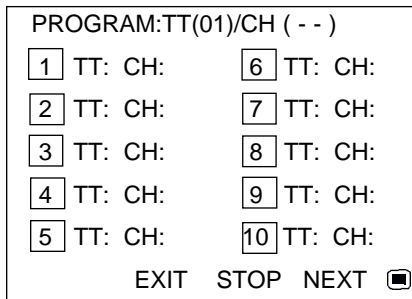 PROGRAM:TT(01)/CH ( - - )
1 TT: CH: 6 TT: CH:
2 TT: CH: 7 TT: CH:
3 TT: CH: 8 TT: CH:
4 TT: CH: 9 TT: CH:
5 TT: CH: 10 TT: CH:
EXIT STOP NEXT